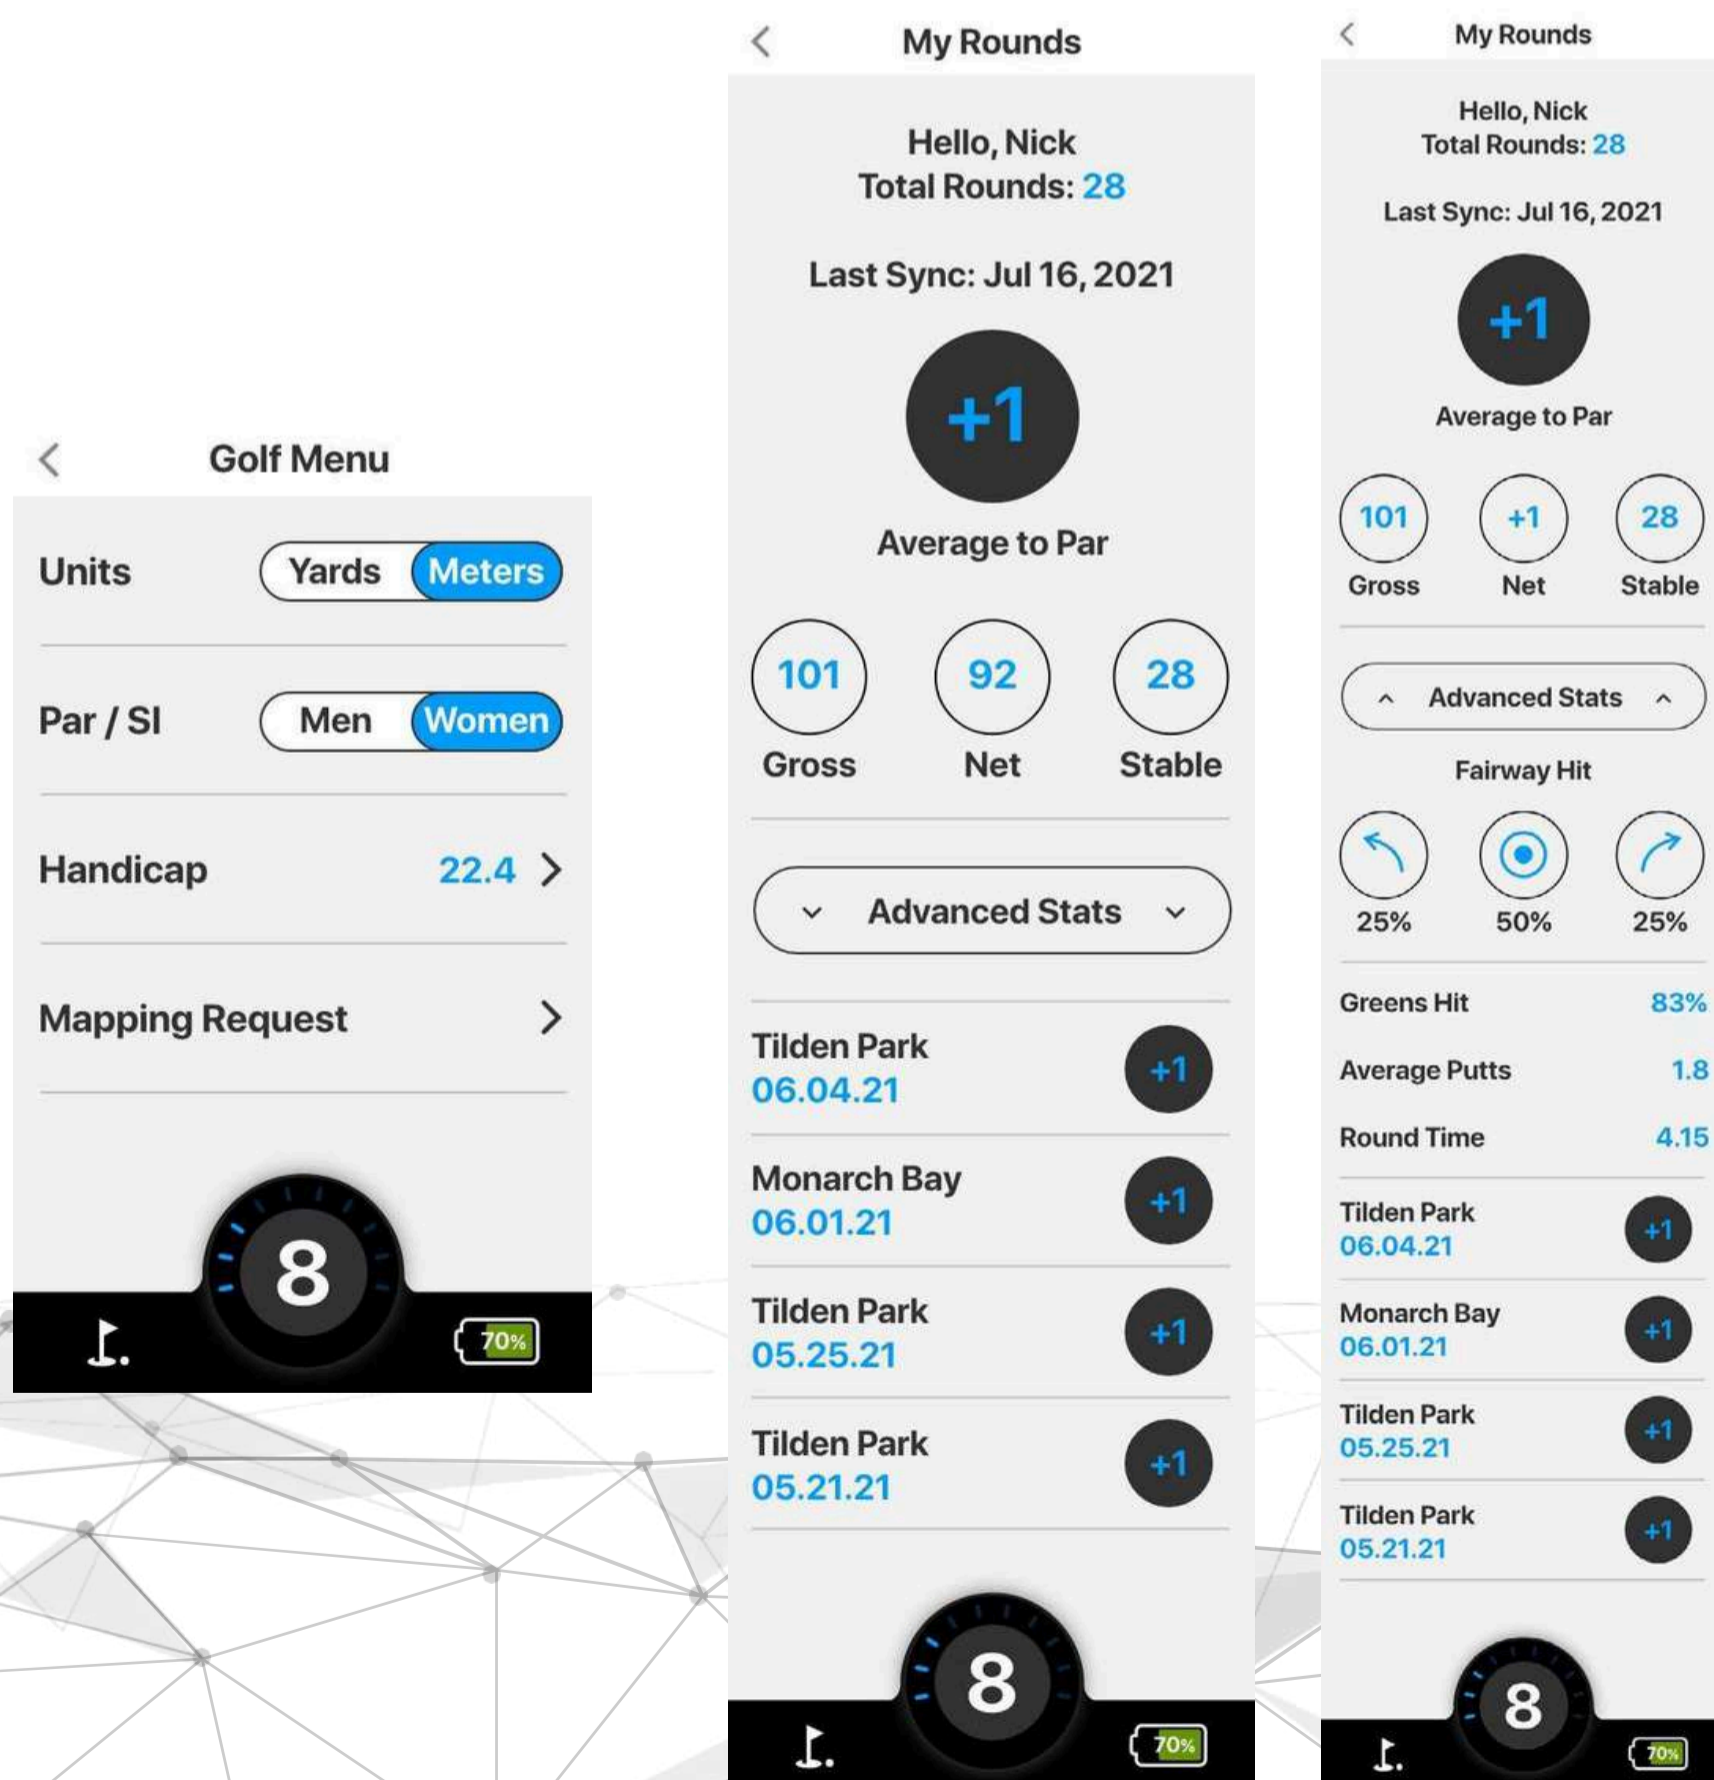 Golf Menu
Units Yards Meters
Par / SI Men Women
Handicap 22.4
Mapping Request
8
70%
My Rounds
Hello, Nick
Total Rounds: 28
Last Sync: Jul 16, 2021
+1
Average to Par
101 92 28
Gross Net Stable
Advanced Stats
Tilden Park
06.04.21 +1
Monarch Bay
06.01.21 +1
Tilden Park
05.25.21 +1
Tilden Park
05.21.21 +1
8
70%
My Rounds
Hello, Nick
Total Rounds: 28
Last Sync: Jul 16, 2021
+1
Average to Par
101 +1 28
Gross Net Stable
Advanced Stats
Fairway Hit
25% 50% 25%
Greens Hit 83%
Average Putts 1.8
Round Time 4.15
Tilden Park
06.04.21 +1
Monarch Bay
06.01.21 +1
Tilden Park
05.25.21 +1
Tilden Park
05.21.21 +1
8
70%